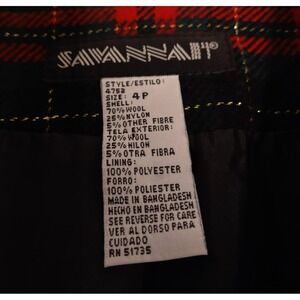 SAVANNAH®
STYLE/ESTILO:
4752
SIZE: 4P
SHELL:
70% WOOL
25% NYLON
5% OTHER FIBRE
TELA EXTERIOR:
70% WOOL
25% NILON
5% OTRA FIBRA
LINING:
100% POLYESTER
FORRO:
100% POLYESTER
MADE IN BANGLADESH
HECHO EN BANGLADESH
SEE REVERSE FOR CARE
VER AL DORSO PARA
CUIDADO
RN 51735